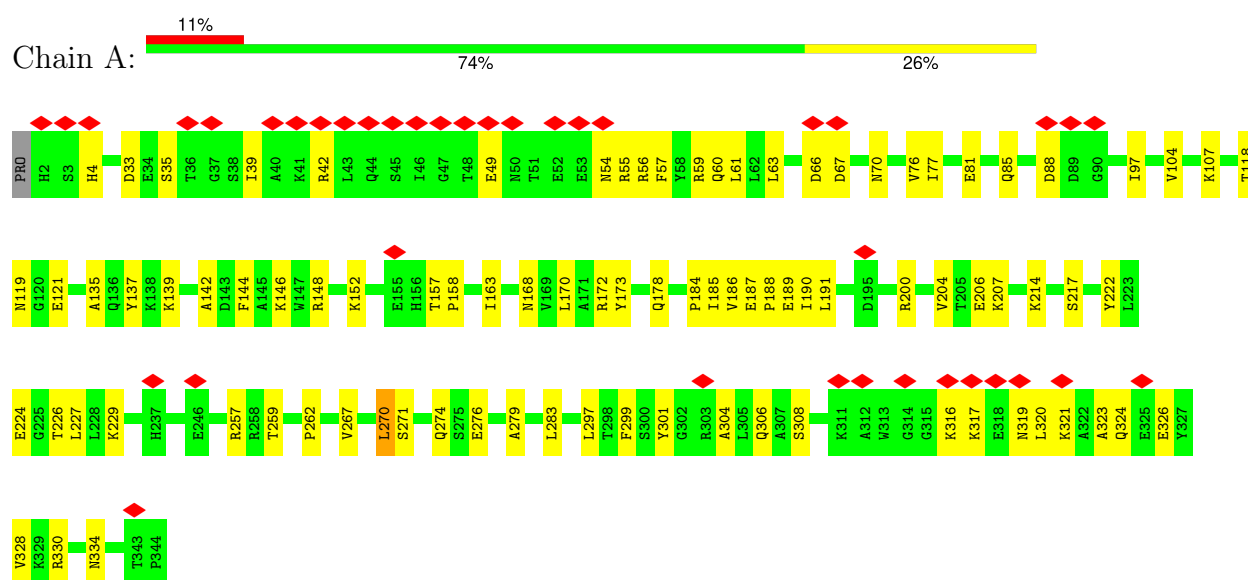 11%
Chain A:
74% 26%
PRO H2 S3 H4 D33 E34 S35 T36 G37 S38 I39 A40 K41 R42 L43 Q44 S45 I46 G47 T48 E49 N50 T51 E52 E53 N54 R55 R56 F57 Y58 R59 Q60 L61 L62 L63 D66 D67 N70 V76 I77 E81 Q85 D88 D89 G90 I97 V104 K107 T118
N119 G120 E121 A135 Q136 Y137 K138 K139 A142 D143 F144 A145 K146 W147 R148 K152 E155 H156 T157 P158 I163 N168 V169 L170 A171 R172 Y173 Q178 P184 I185 V186 E187 P188 E189 I190 L191 D195 R200 V204 T205 E206 K207 K214 S217 Y222 L223
E224 G225 T226 L227 L228 K229 H237 E246 R257 R258 T259 P262 V267 L270 S271 Q274 S275 E276 A279 L283 L297 T298 F299 S300 Y301 G302 R303 A304 L305 Q306 A307 S308 K311 A312 W313 G314 G315 K316 K317 E318 N319 L320 K321 A322 A323 Q324 E325 E326 Y327
V328 K329 R330 N334 T343 P344